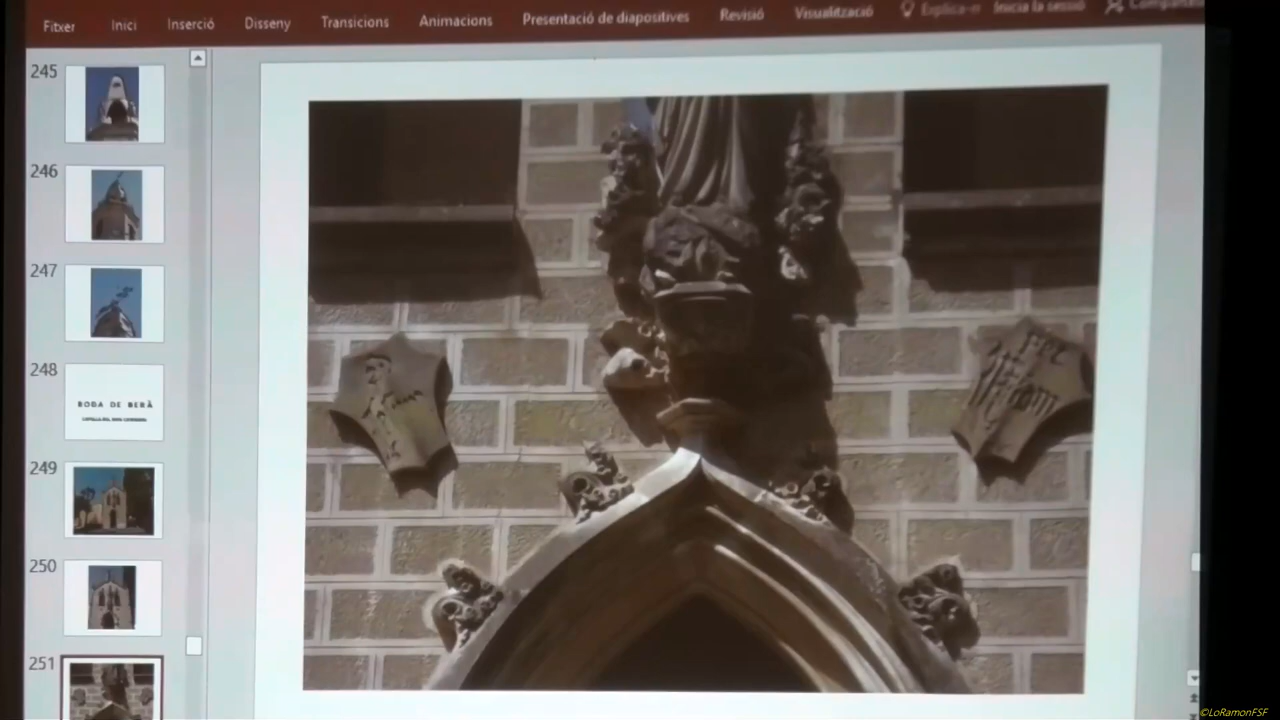 Fitxer Inici Inserció Disseny Transicions Animacions Presentació de diapositives Revisió Visualització Inicia la sessió
245
246
247
248
RODA DE BERÀ
249
250
251
©LoRamonFSF